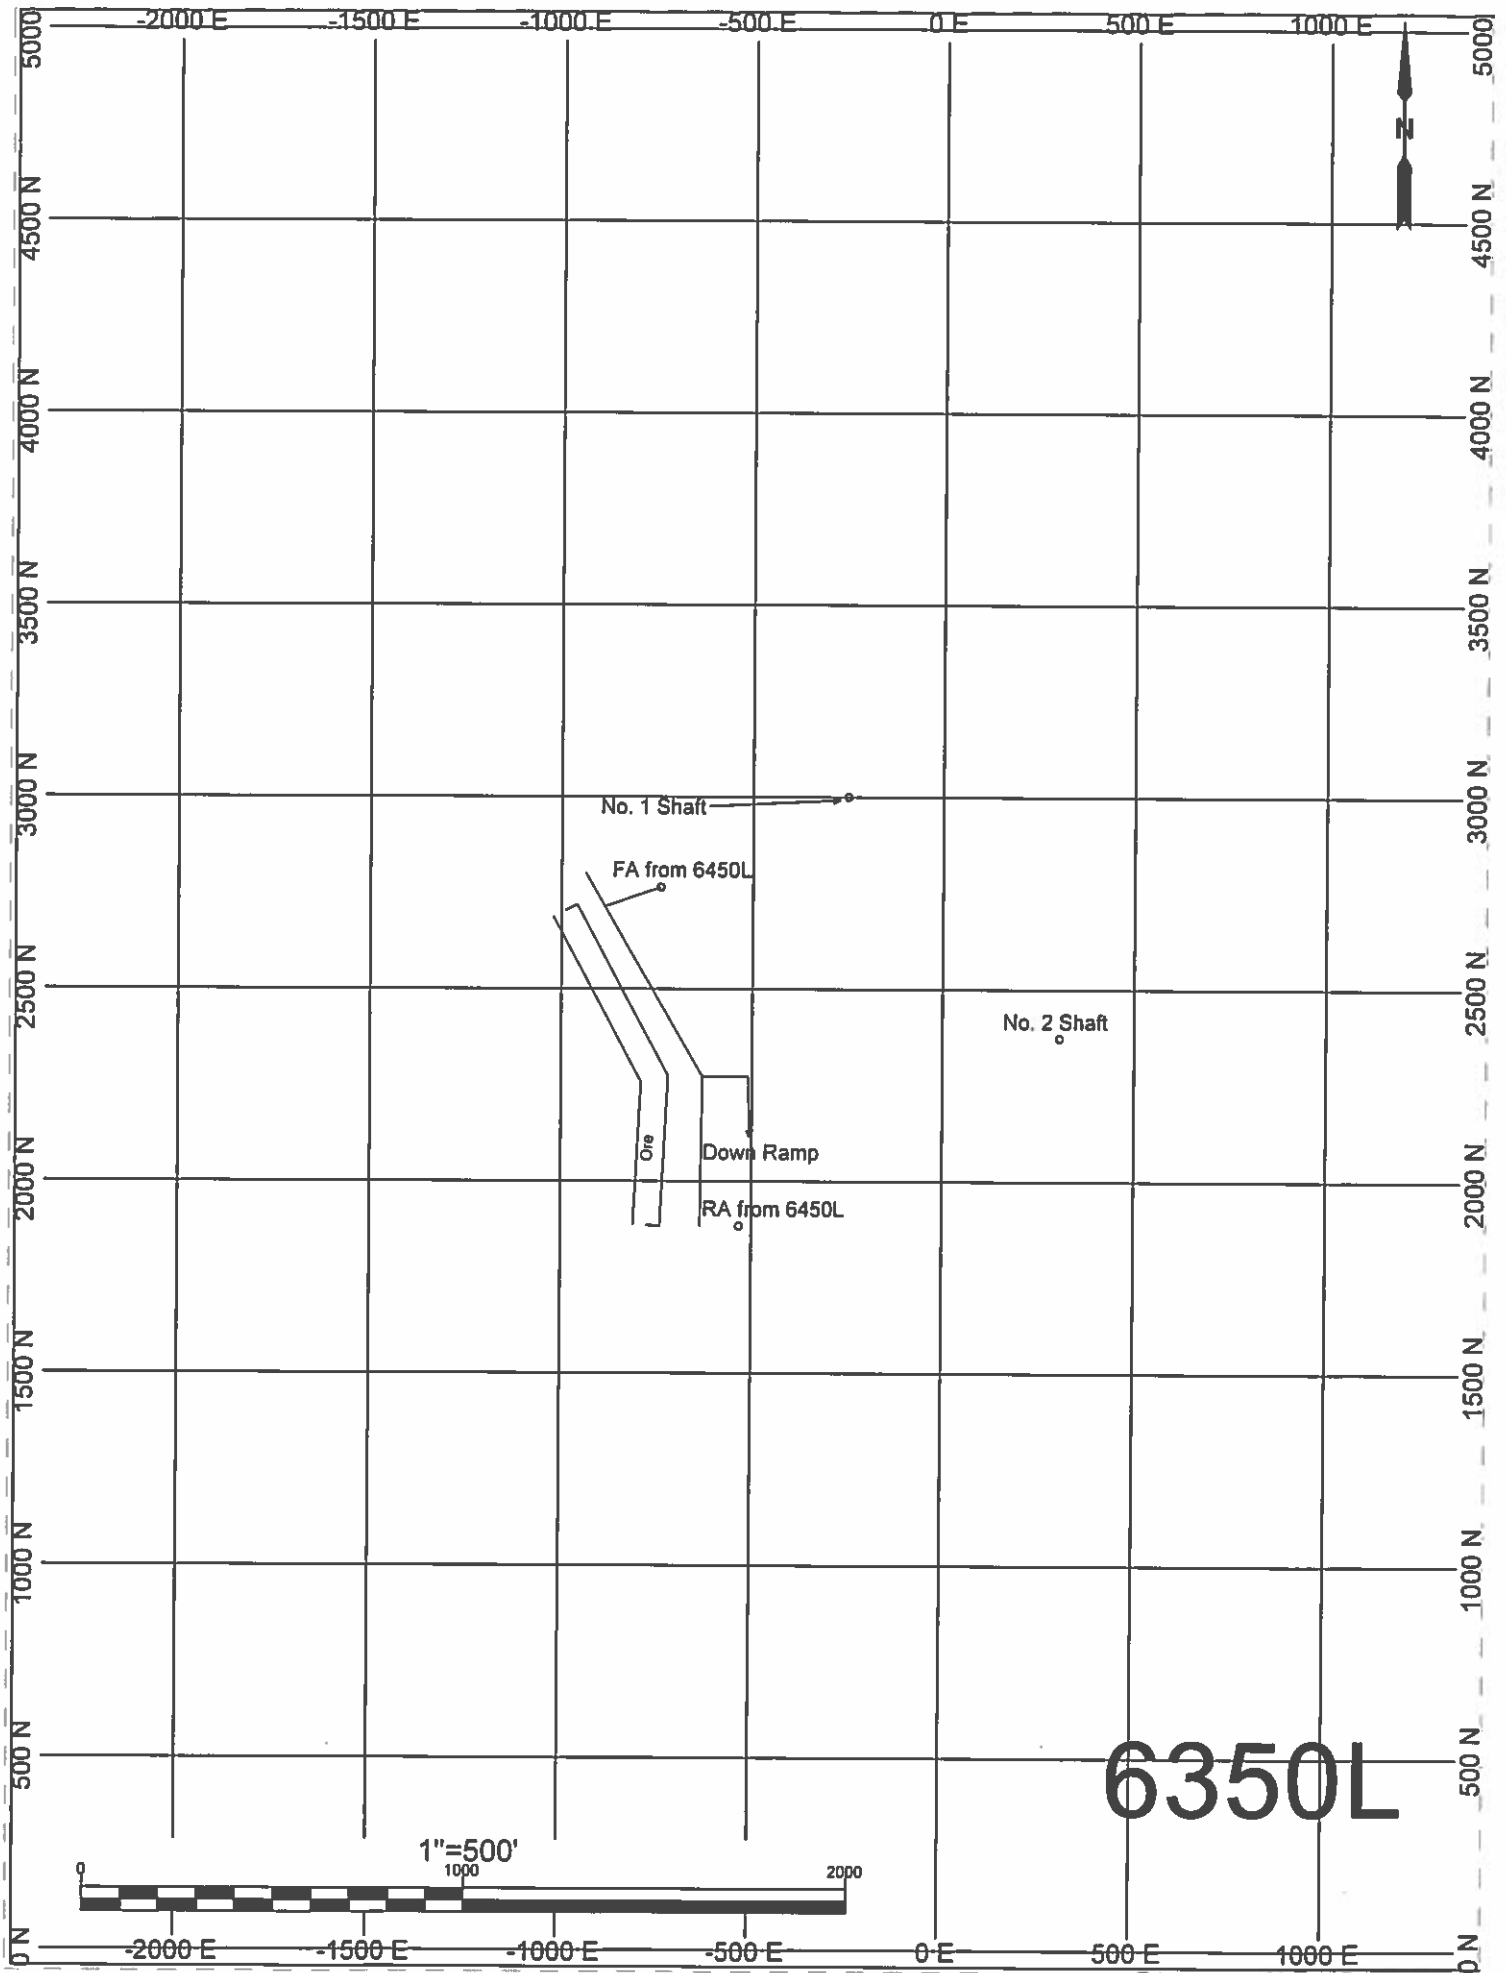 -2000 E -1500 E -1000 E -500 E 0 E 500 E 1000 E
5000 5000
N
4500 N 4500 N
4000 N 4000 N
3500 N 3500 N
3000 N 3000 N
No. 1 Shaft
FA from 6450L
2500 N 2500 N
No. 2 Shaft
Ore
Down Ramp
2000 N 2000 N
RA from 6450L
1500 N 1500 N
1000 N 1000 N
500 N 500 N
6350L
1"=500'
0 1000 2000
0 N 0 N
-2000 E -1500 E -1000 E -500 E 0 E 500 E 1000 E